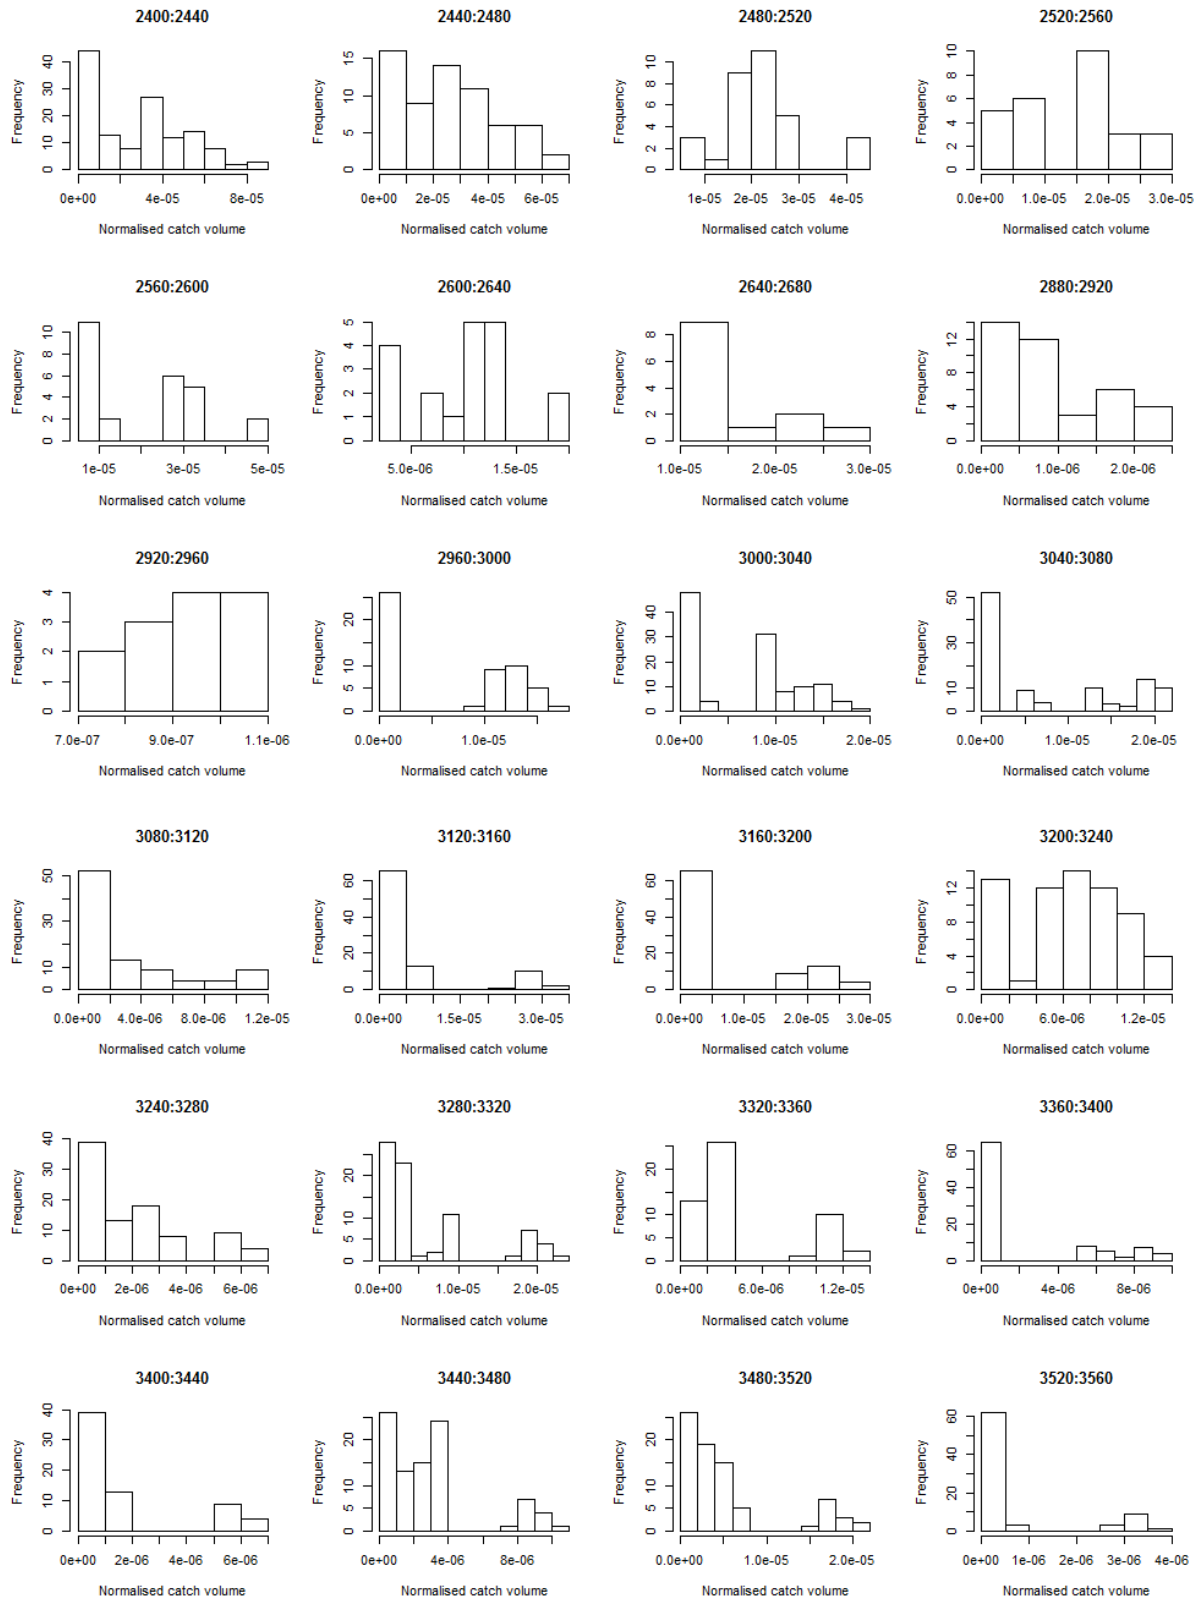 2400:2440 2440:2480 2480:2520 2520:2560
Frequency 0 10 20 30 40 Frequency 0 5 10 15 Frequency 0 2 4 6 8 10 Frequency 0 2 4 6 8 10
0e+00 4e-05 8e-05 0e+00 2e-05 4e-05 6e-05 1e-05 2e-05 3e-05 4e-05 0.0e+00 1.0e-05 2.0e-05 3.0e-05
Normalised catch volume Normalised catch volume Normalised catch volume Normalised catch volume
2560:2600 2600:2640 2640:2680 2880:2920
Frequency 0 2 4 6 8 10 Frequency 0 1 2 3 4 5 Frequency 0 2 4 6 8 Frequency 0 4 8 12
1e-05 3e-05 5e-05 5.0e-06 1.5e-05 1.0e-05 2.0e-05 3.0e-05 0.0e+00 1.0e-06 2.0e-06
Normalised catch volume Normalised catch volume Normalised catch volume Normalised catch volume
2920:2960 2960:3000 3000:3040 3040:3080
Frequency 0 1 2 3 4 Frequency 0 5 10 20 Frequency 0 10 20 30 40 Frequency 0 10 30 50
7.0e-07 9.0e-07 1.1e-06 0.0e+00 1.0e-05 0.0e+00 1.0e-05 2.0e-05 0.0e+00 1.0e-05 2.0e-05
Normalised catch volume Normalised catch volume Normalised catch volume Normalised catch volume
3080:3120 3120:3160 3160:3200 3200:3240
Frequency 0 10 30 50 Frequency 0 20 40 60 Frequency 0 20 40 60 Frequency 0 4 8 12
0.0e+00 4.0e-06 8.0e-06 1.2e-05 0.0e+00 1.5e-05 3.0e-05 0.0e+00 1.0e-05 2.0e-05 3.0e-05 0.0e+00 6.0e-06 1.2e-05
Normalised catch volume Normalised catch volume Normalised catch volume Normalised catch volume
3240:3280 3280:3320 3320:3360 3360:3400
Frequency 0 10 20 30 40 Frequency 0 5 10 20 Frequency 0 5 10 20 Frequency 0 20 40 60
0e+00 2e-06 4e-06 6e-06 0.0e+00 1.0e-05 2.0e-05 0.0e+00 6.0e-06 1.2e-05 0e+00 4e-06 8e-06
Normalised catch volume Normalised catch volume Normalised catch volume Normalised catch volume
3400:3440 3440:3480 3480:3520 3520:3560
Frequency 0 10 20 30 40 Frequency 0 5 10 20 Frequency 0 5 10 20 Frequency 0 20 40 60
0e+00 2e-06 4e-06 6e-06 0e+00 4e-06 8e-06 0.0e+00 1.0e-05 2.0e-05 0e+00 1e-06 2e-06 3e-06 4e-06
Normalised catch volume Normalised catch volume Normalised catch volume Normalised catch volume